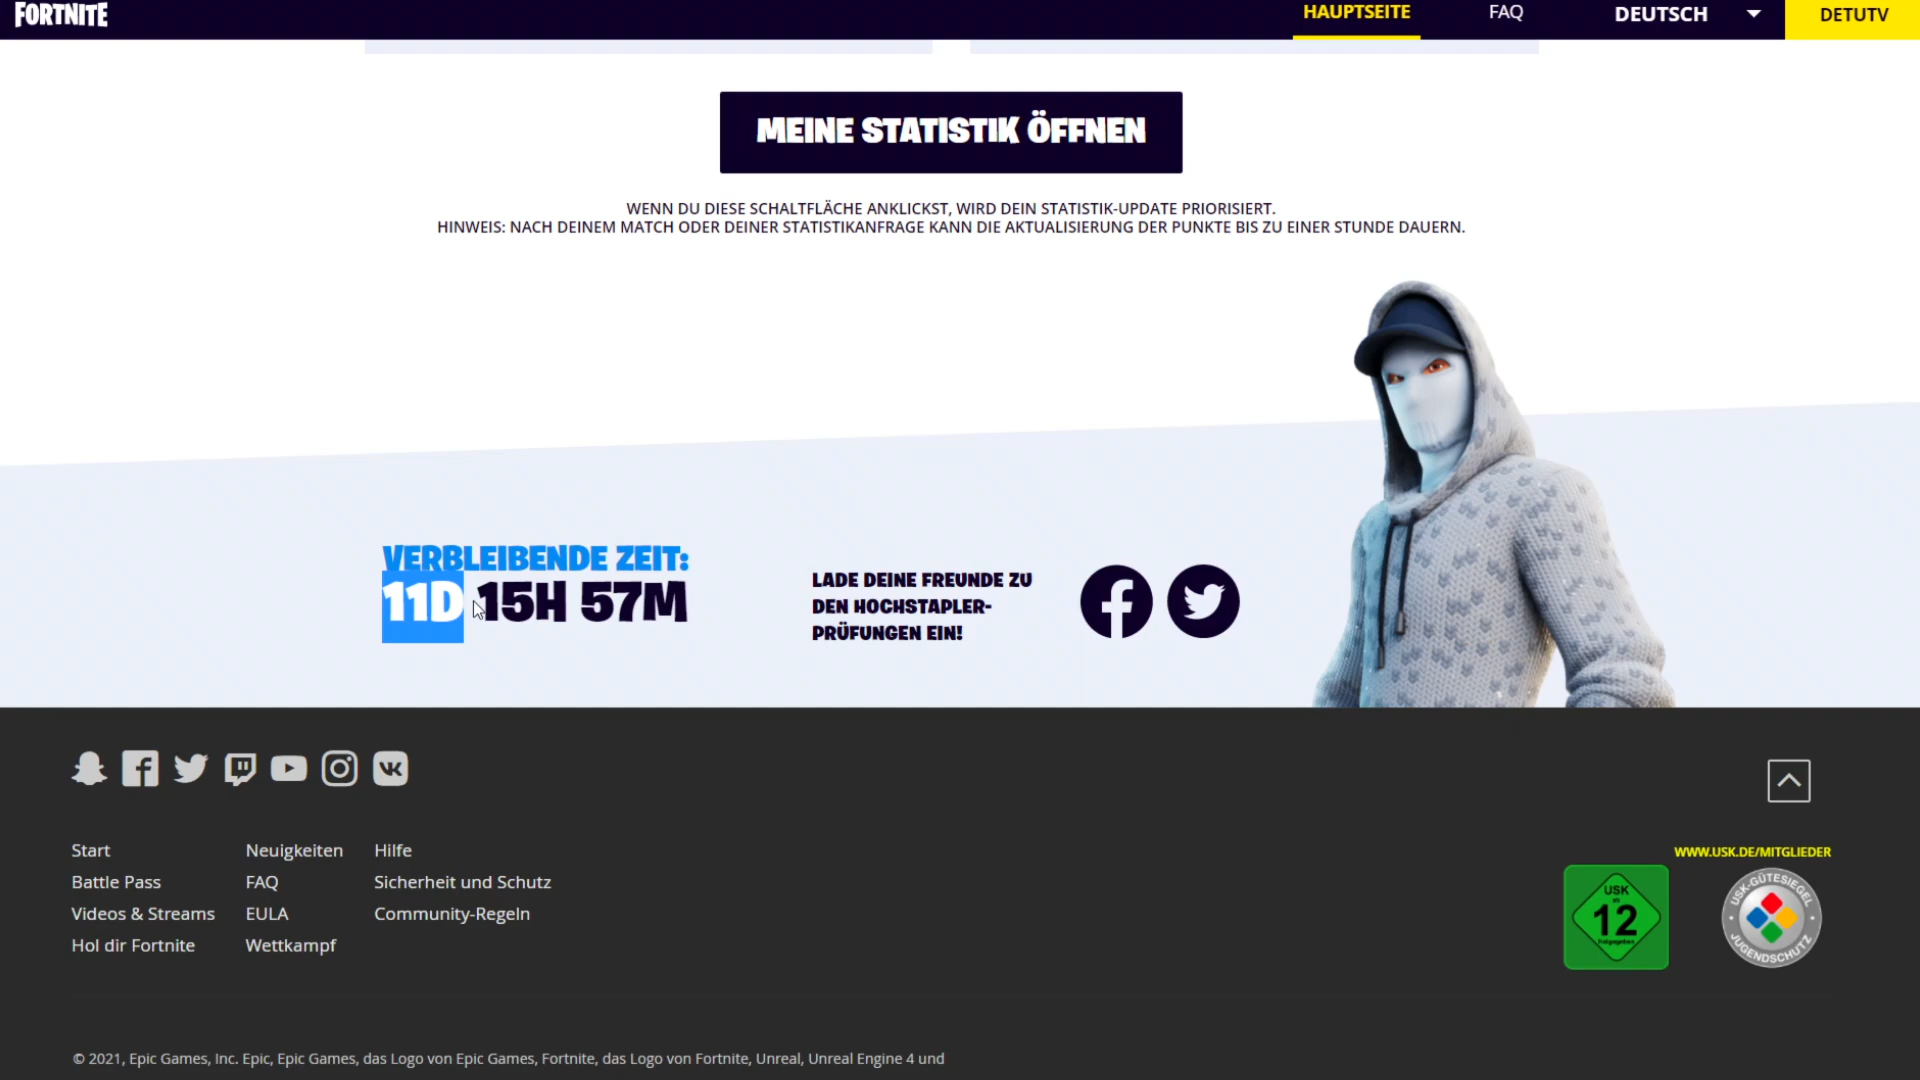 FORTNITE
HAUPTSEITE
FAQ
DEUTSCH
DETUTV
MEINE STATISTIK ÖFFNEN
WENN DU DIESE SCHALTFLÄCHE ANKLICKST, WIRD DEIN STATISTIK-UPDATE PRIORISIERT.
HINWEIS: NACH DEINEM MATCH ODER DEINER STATISTIKANFRAGE KANN DIE AKTUALISIERUNG DER PUNKTE BIS ZU EINER STUNDE DAUERN.
VERBLEIBENDE ZEIT:
11D 15H 57M
LADE DEINE FREUNDE ZU
DEN HOCHSTAPLER-
PRÜFUNGEN EIN!
Start
Neuigkeiten
Hilfe
Battle Pass
FAQ
Sicherheit und Schutz
Videos & Streams
EULA
Community-Regeln
Hol dir Fortnite
Wettkampf
WWW.USK.DE/MITGLIEDER
USK
ab
12
freigegeben
USK-GÜTESIEGEL
JUGENDSCHUTZ
© 2021, Epic Games, Inc. Epic, Epic Games, das Logo von Epic Games, Fortnite, das Logo von Fortnite, Unreal, Unreal Engine 4 und